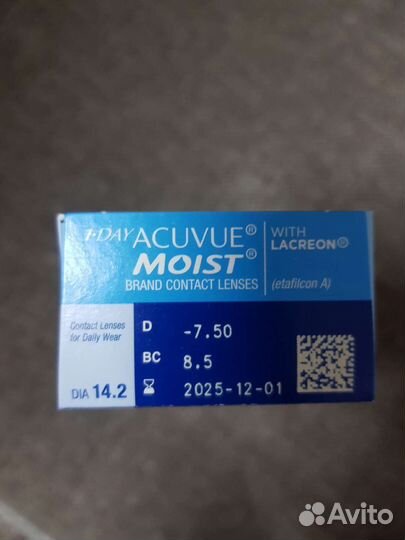 1-DAY ACUVUE®
MOIST®
BRAND CONTACT LENSES
WITH
LACREON®
(etafilcon A)
Contact Lenses
for Daily Wear
DIA 14.2
D -7.50
BC 8.5
2025-12-01
Avito